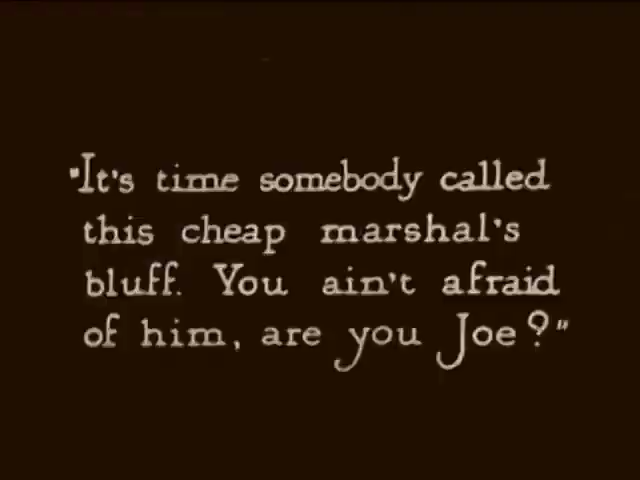 "It's time somebody called
this cheap marshal's
bluff. You ain't afraid
of him, are you Joe?"